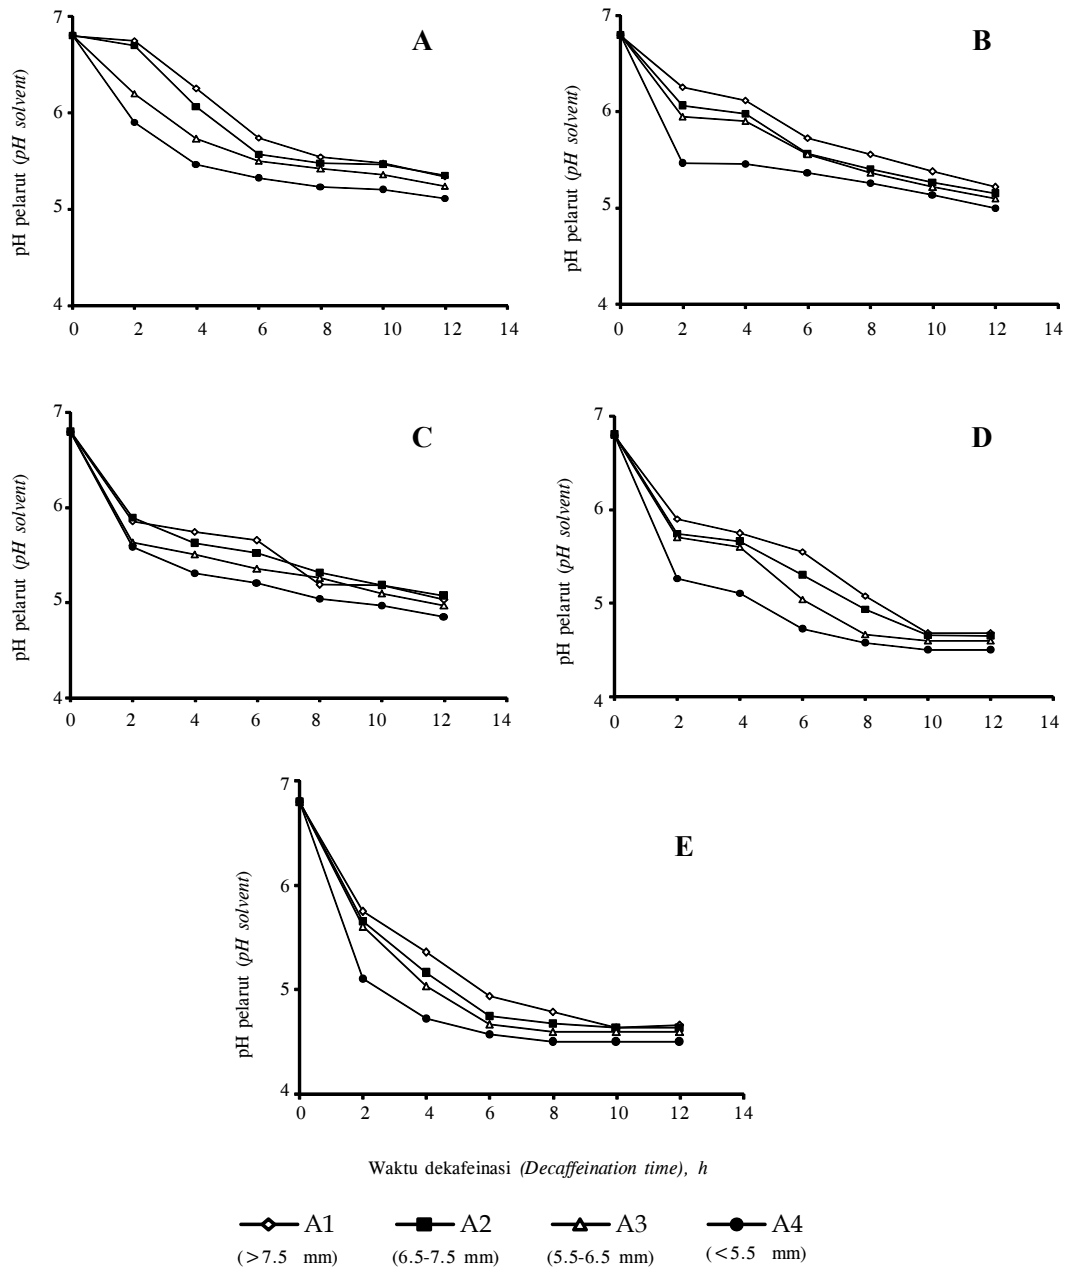 A
7
6
5
4
pH pelarut (pH solvent)
0 2 4 6 8 10 12 14
B
7
6
5
4
pH pelarut (pH solvent)
0 2 4 6 8 10 12 14
C
7
6
5
4
pH pelarut (pH solvent)
0 2 4 6 8 10 12 14
D
7
6
5
4
pH pelarut (pH solvent)
0 2 4 6 8 10 12 14
E
7
6
5
4
pH pelarut (pH solvent)
0 2 4 6 8 10 12 14
Waktu dekafeinasi (Decaffeination time), h
A1 A2 A3 A4
(>7.5 mm) (6.5-7.5 mm) (5.5-6.5 mm) (<5.5 mm)